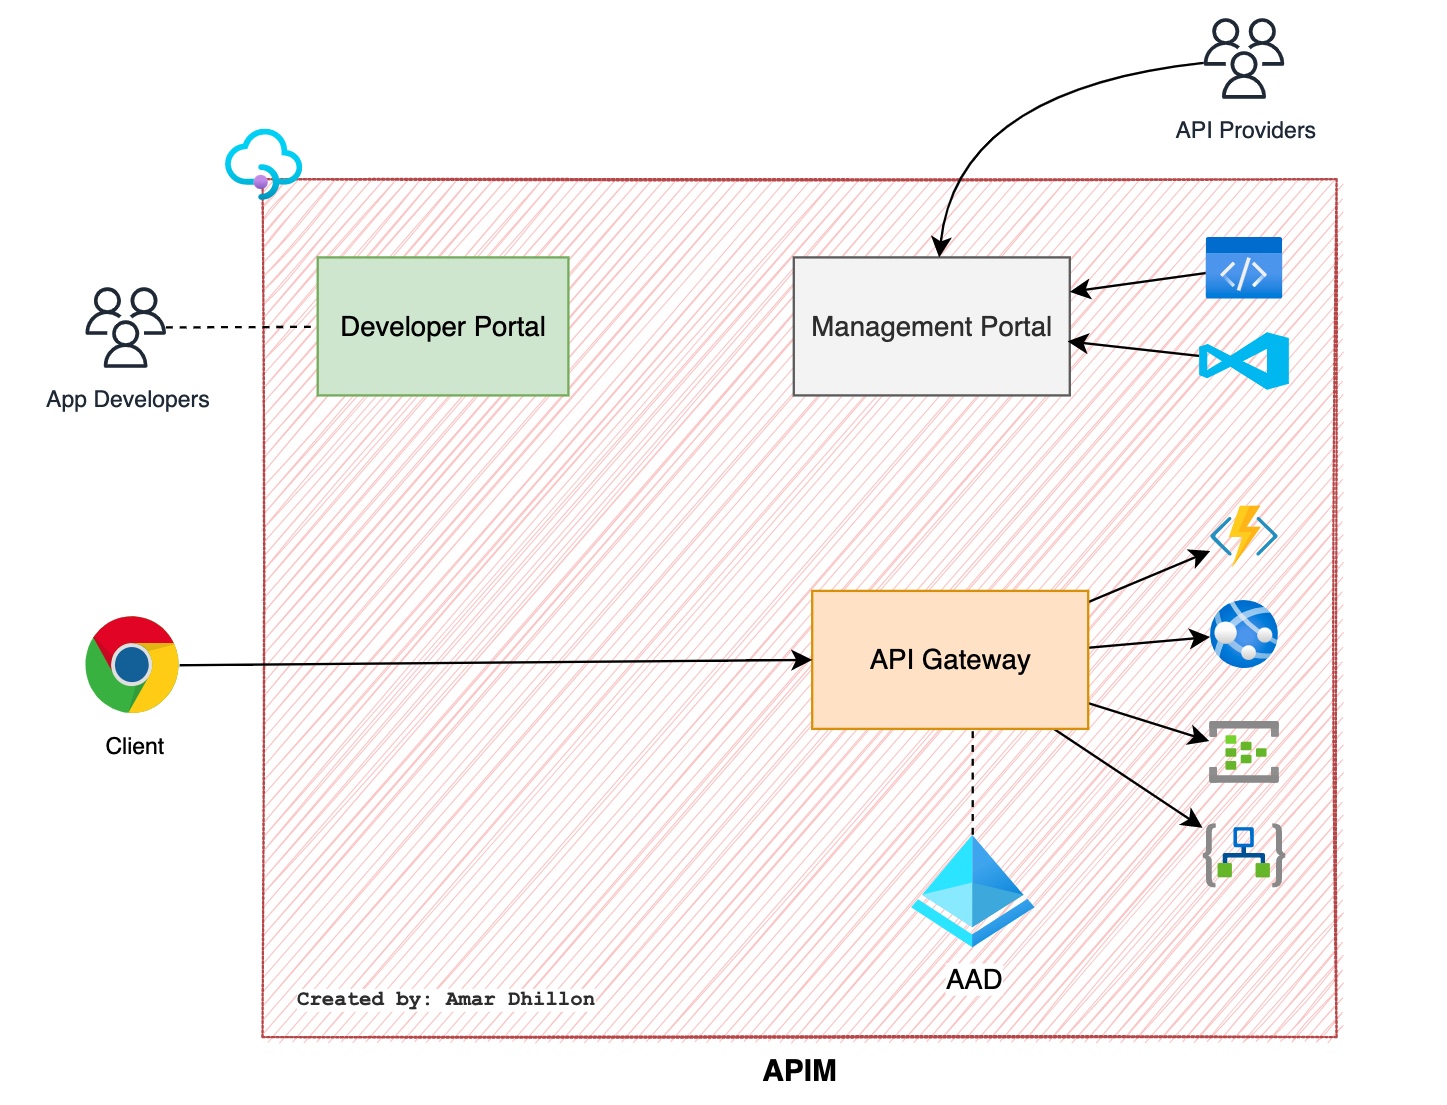 API Providers
Developer Portal
Management Portal
App Developers
API Gateway
Client
AAD
Created by: Amar Dhillon
APIM